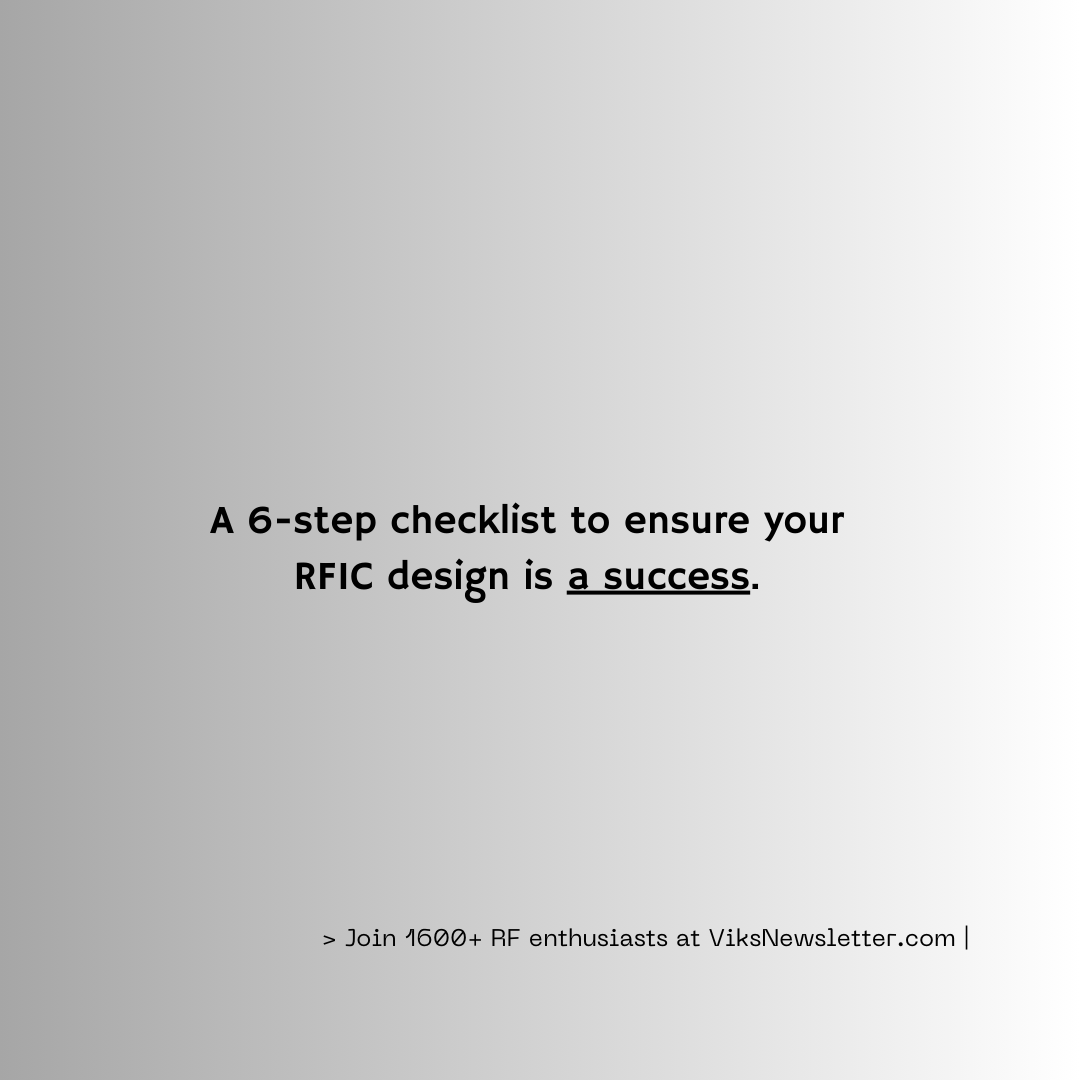 A 6-step checklist to ensure your
RFIC design is a success.
> Join 1600+ RF enthusiasts at ViksNewsletter.com |